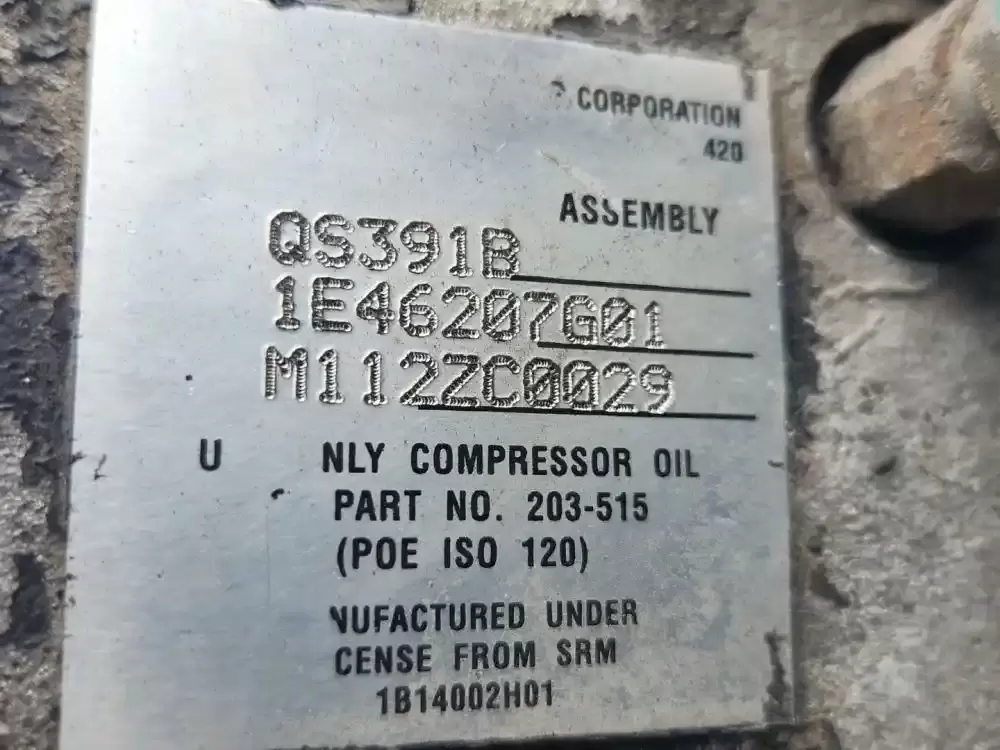 CORPORATION
420
ASSEMBLY
QS391B
1E46207G01
M112ZC0029
U NLY COMPRESSOR OIL
PART NO. 203-515
(POE ISO 120)
NUFACTURED UNDER
CENSE FROM SRM
1B14002H01